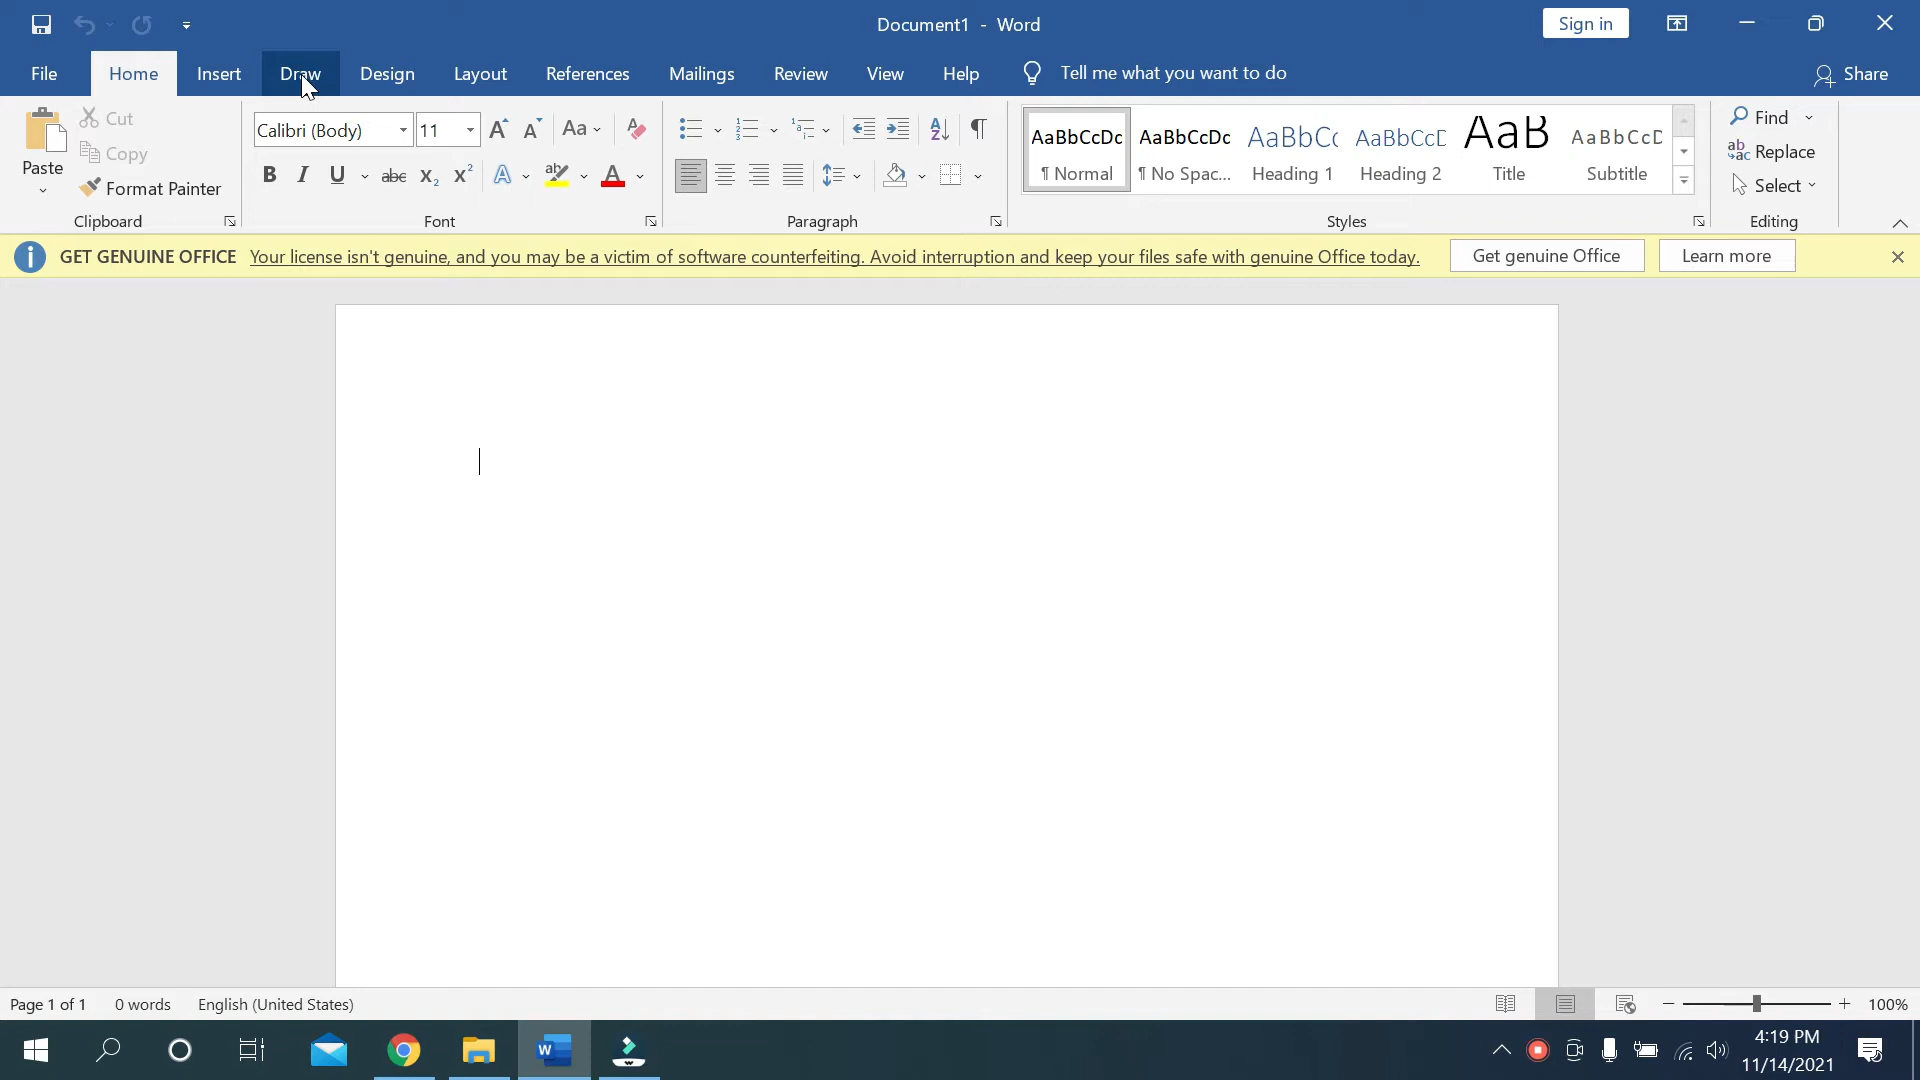 Document1 - Word
Sign in
File Home Insert Draw Design Layout References Mailings Review View Help Tell me what you want to do Share
Paste
Cut
Copy
Format Painter
Clipboard
Calibri (Body) 11
Aa
B I U abc X₂ X² A ab A
Font
Paragraph
AaBbCcDc
¶ Normal
AaBbCcDc
¶ No Spac...
AaBbCc
Heading 1
AaBbCcE
Heading 2
AaB
Title
AaBbCcD
Subtitle
Styles
Find
Replace
Select
Editing
GET GENUINE OFFICE Your license isn't genuine, and you may be a victim of software counterfeiting. Avoid interruption and keep your files safe with genuine Office today. Get genuine Office Learn more
Page 1 of 1 0 words English (United States) 100%
4:19 PM
11/14/2021